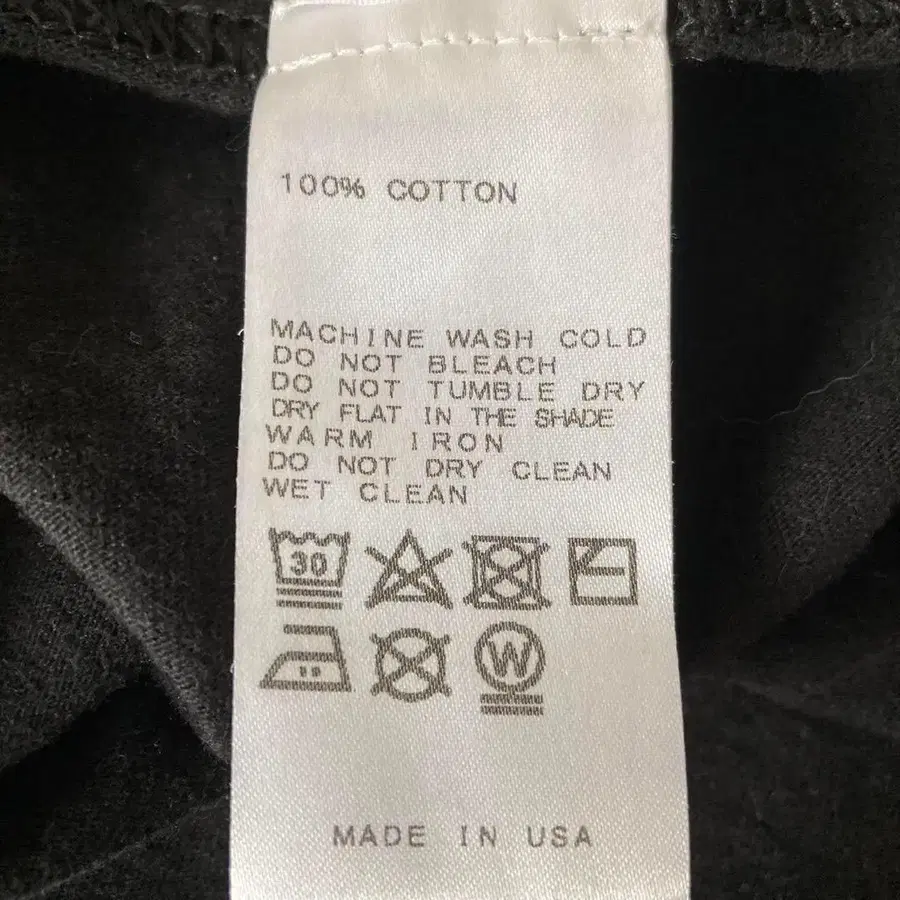 100% COTTON
MACHINE WASH COLD
DO NOT BLEACH
DO NOT TUMBLE DRY
DRY FLAT IN THE SHADE
WARM IRON
DO NOT DRY CLEAN
WET CLEAN
30
W
MADE IN USA